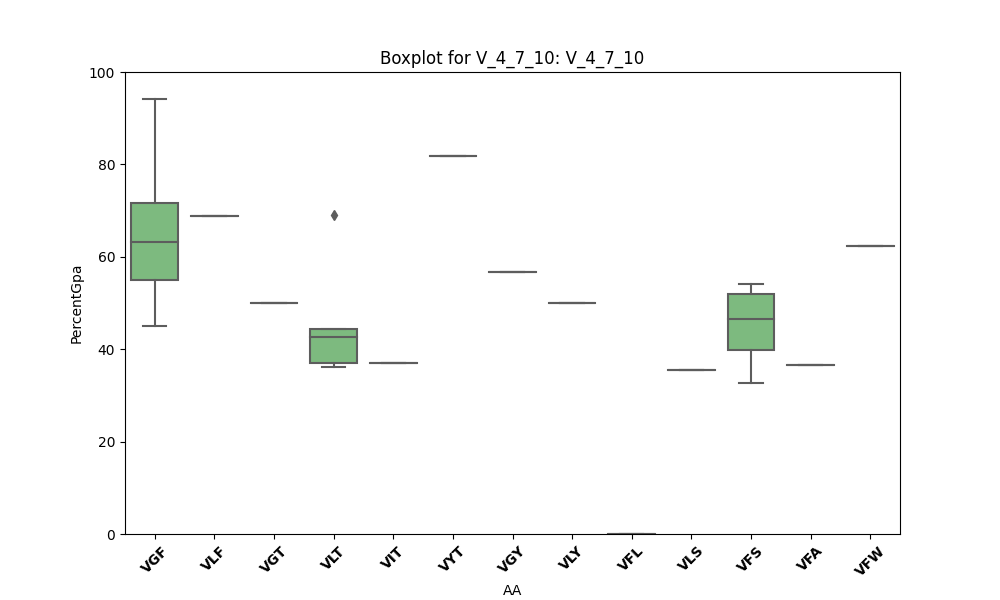 Boxplot for V_4_7_10: V_4_7_10
PercentGpa
100
80
60
40
20
0
VGF VLF VGT VLT VIT VYT VGY VLY VFL VLS VFS VFA VFW
AA